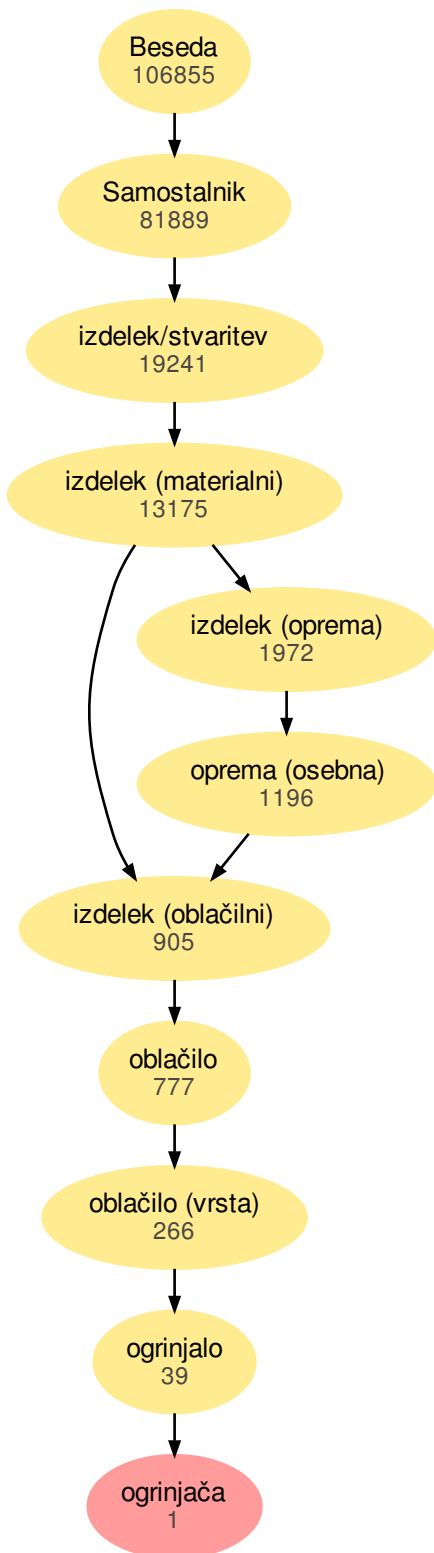 Beseda
106855
Samostalnik
81889
izdelek/stvaritev
19241
izdelek (materialni)
13175
izdelek (oprema)
1972
oprema (osebna)
1196
izdelek (oblačilni)
905
oblačilo
777
oblačilo (vrsta)
266
ogrinjalo
39
ogrinjača
1